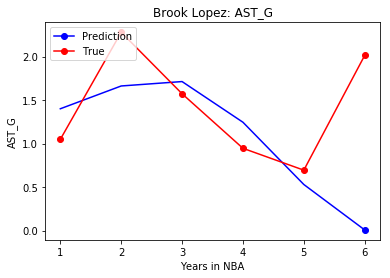 Brook Lopez: AST_G
Prediction
True
2.0
1.5
1.0
0.5
0.0
AST_G
1 2 3 4 5 6
Years in NBA